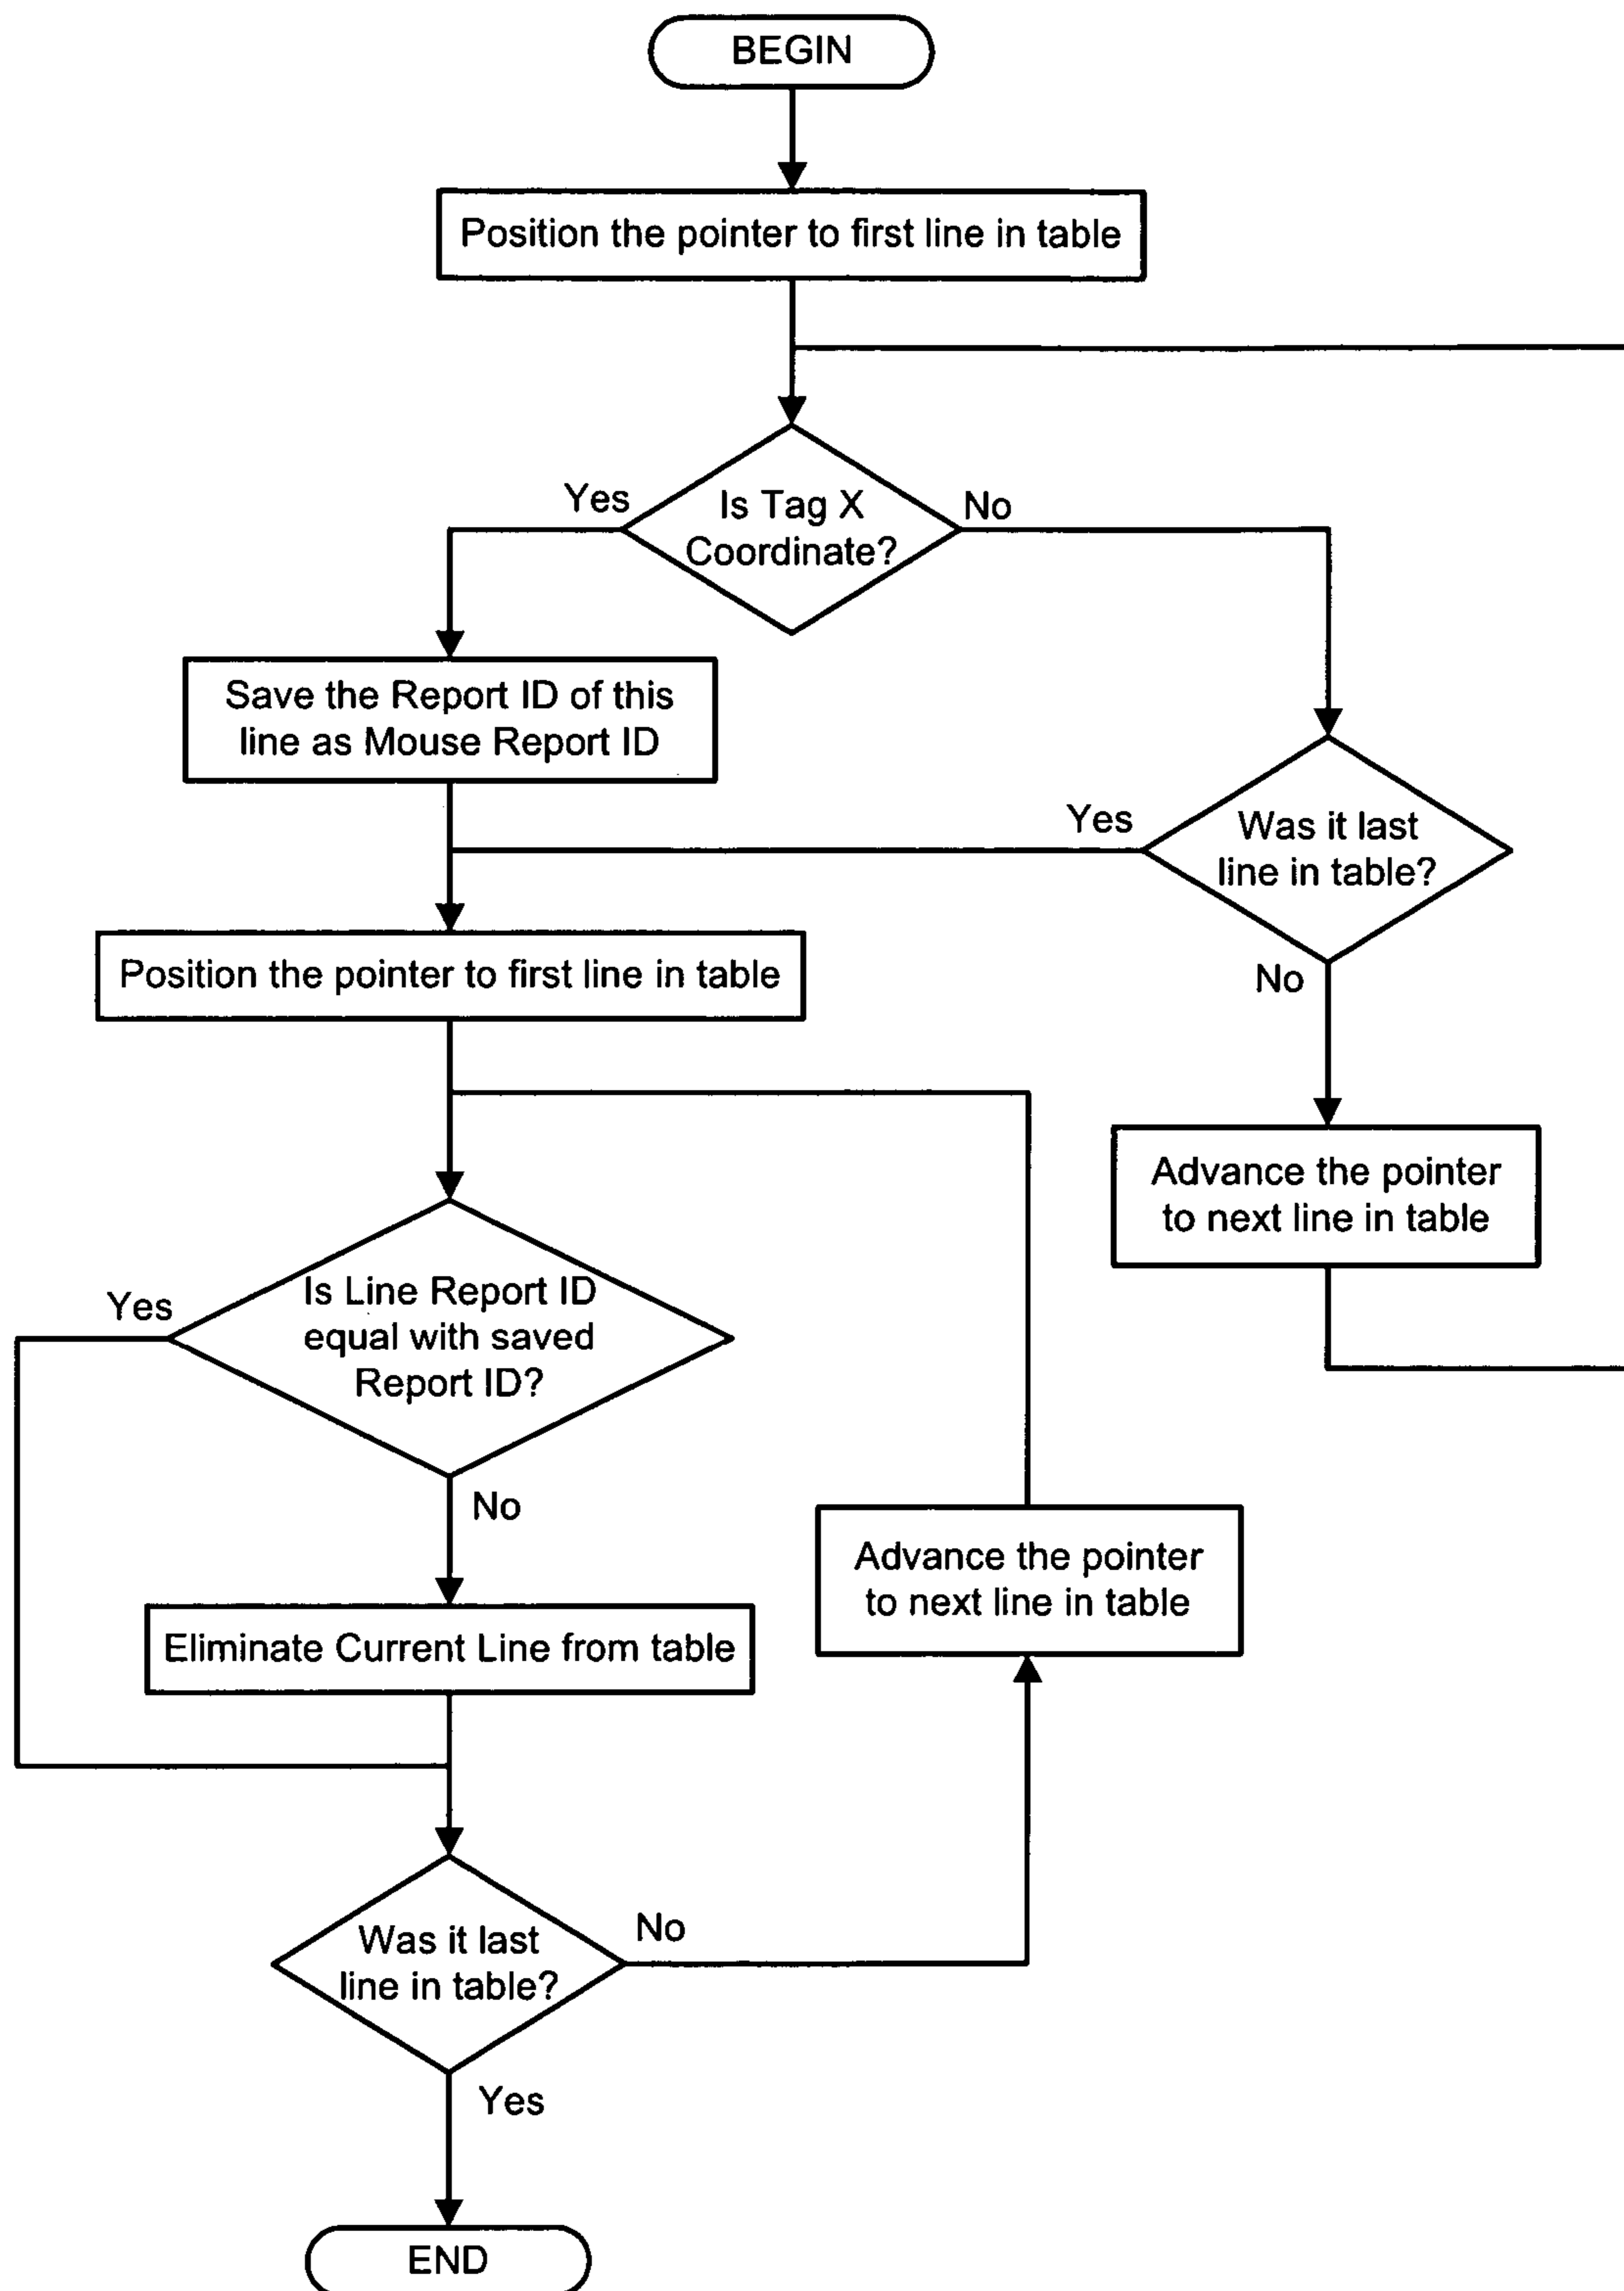 BEGIN
Position the pointer to first line in table
Yes
Is Tag X
Coordinate?
No
Save the Report ID of this
line as Mouse Report ID
Yes
Was it last
line in table?
No
Position the pointer to first line in table
Advance the pointer
to next line in table
Yes
Is Line Report ID
equal with saved
Report ID?
No
Advance the pointer
to next line in table
Eliminate Current Line from table
Was it last
line in table?
No
Yes
END